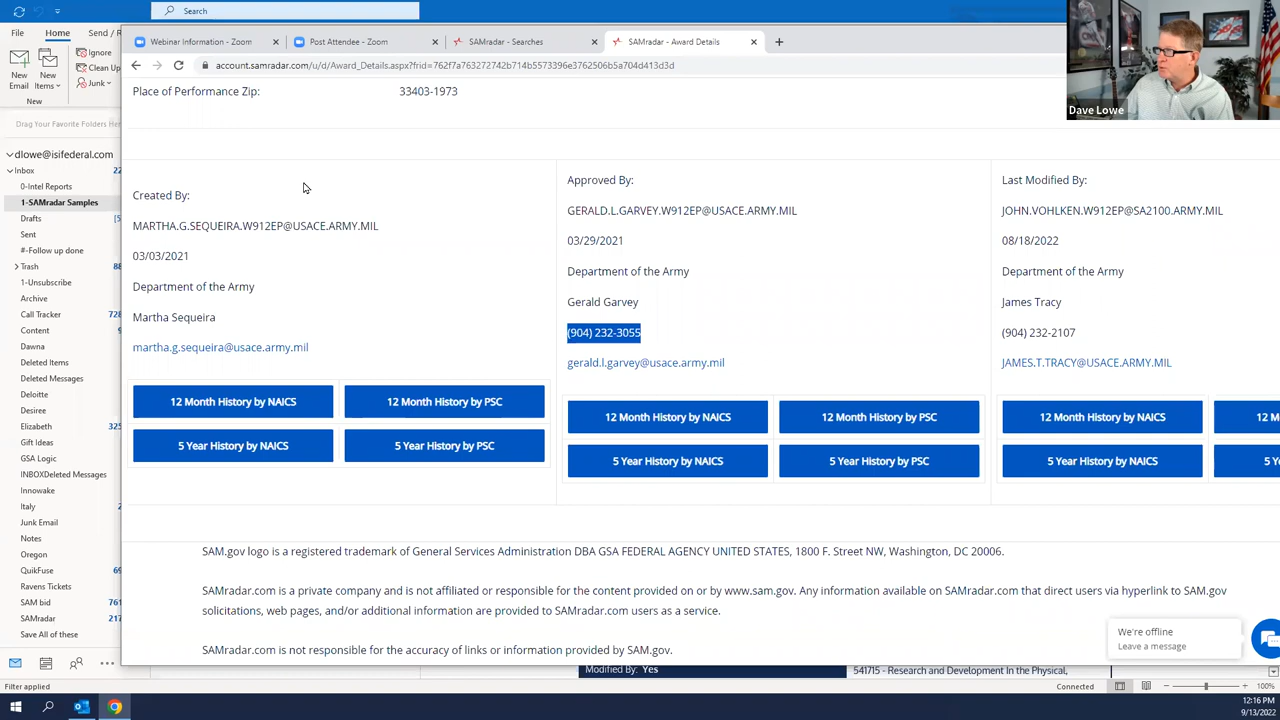 Search
File
Home
Send / R
New Email
New Items
Ignore
Clean Up
Junk
New
Drag Your Favorite Folders He
dlowe@isifederal.com
Inbox 22
0-Intel Reports
1-SAMradar Samples
Drafts [5
Sent
#-Follow up done
Trash 88
1-Unsubscribe
Archive
Call Tracker 728
Content 9
Dawna
Deleted Items
Deleted Messages
Deloitte
Desiree
Elizabeth 325
Gift Ideas
GSA Logic
INBOXDeleted Messages
Innowake
Italy 2
Junk Email
Notes
Oregon
QuikFuse 69
Ravens Tickets
SAM bid 761
SAMradar 217
Save All of these
Filter applied
Webinar Information - Zoom
Post Attendee - Zoom
SAMradar - Searches
SAMradar - Award Details
account.samradar.com/u/d/Award_Details.aspx?frid=762f7a75272742b714b5573396e3762506b5a704d413d3d
Place of Performance Zip: 33403-1973
Created By:
MARTHA.G.SEQUEIRA.W912EP@USACE.ARMY.MIL
03/03/2021
Department of the Army
Martha Sequeira
martha.g.sequeira@usace.army.mil
12 Month History by NAICS
12 Month History by PSC
5 Year History by NAICS
5 Year History by PSC
Approved By:
GERALD.L.GARVEY.W912EP@USACE.ARMY.MIL
03/29/2021
Department of the Army
Gerald Garvey
(904) 232-3055
gerald.l.garvey@usace.army.mil
12 Month History by NAICS
12 Month History by PSC
5 Year History by NAICS
5 Year History by PSC
Last Modified By:
JOHN.VOHLKEN.W912EP@SA2100.ARMY.MIL
08/18/2022
Department of the Army
James Tracy
(904) 232-2107
JAMES.T.TRACY@USACE.ARMY.MIL
12 Month History by NAICS
12 M
5 Year History by NAICS
5 Ye
SAM.gov logo is a registered trademark of General Services Administration DBA GSA FEDERAL AGENCY UNITED STATES, 1800 F. Street NW, Washington, DC 20006.
SAMradar.com is a private company and is not affiliated or responsible for the content provided on or by www.sam.gov. Any information available on SAMradar.com that direct users via hyperlink to SAM.gov
solicitations, web pages, and/or additional information are provided to SAMradar.com users as a service.
SAMradar.com is not responsible for the accuracy of links or information provided by SAM.gov.
We're offline
Leave a message
Modified By: Yes
541715 - Research and Development In the Physical,
Connected
100%
12:16 PM
9/13/2022
Dave Lowe